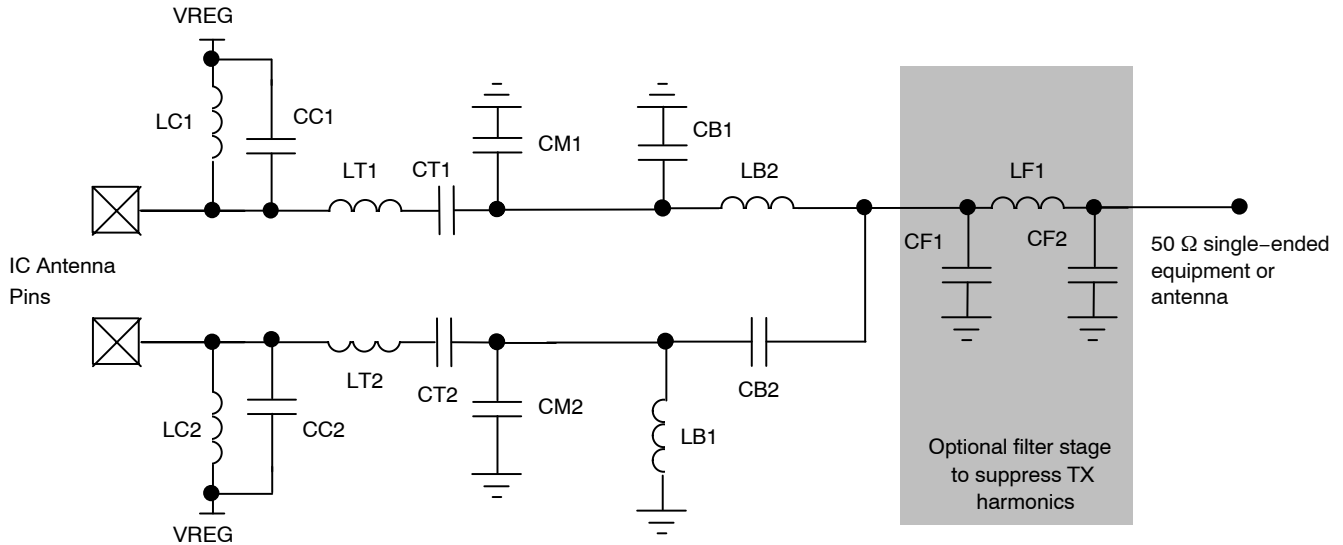 VREG
LC1
CC1
LT1
CT1
CM1
CB1
LB2
LF1
CF1
CF2
50 Ω single−ended
equipment or
antenna
IC Antenna
Pins
LT2
CT2
CB2
LC2
CC2
CM2
LB1
Optional filter stage
to suppress TX
harmonics
VREG